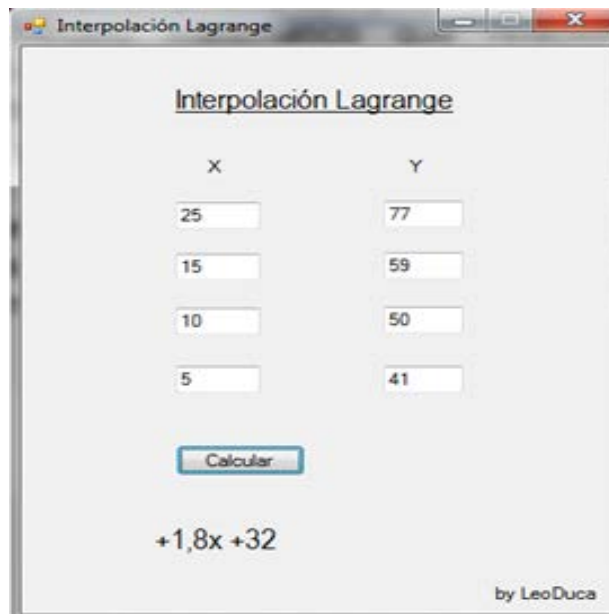 Interpolación Lagrange
Interpolación Lagrange
X Y
25 77
15 59
10 50
5 41
Calcular
+1,8x +32
by LeoDuca